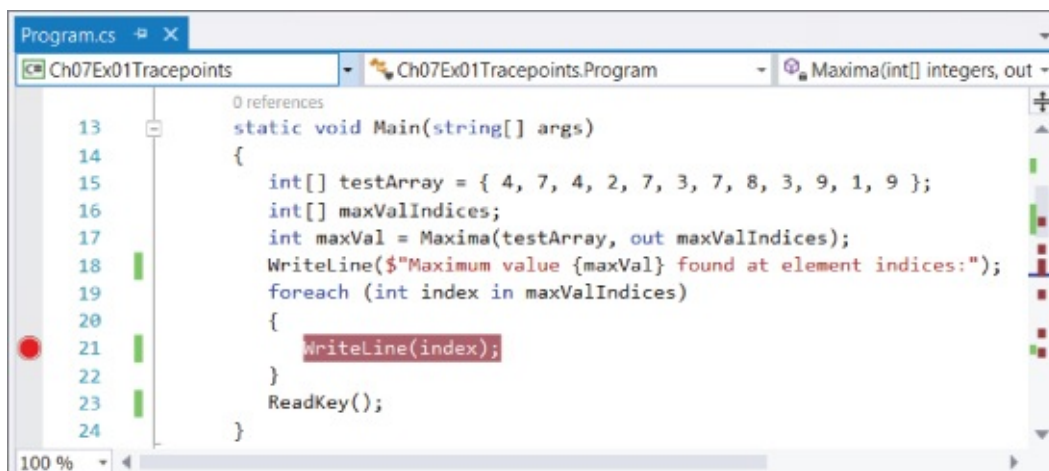 Program.cs
C# Ch07Ex01Tracepoints Ch07Ex01Tracepoints.Program Maxima(int[] integers, out
0 references
13 static void Main(string[] args)
14 {
15 int[] testArray = { 4, 7, 4, 2, 7, 3, 7, 8, 3, 9, 1, 9 };
16 int[] maxValIndices;
17 int maxVal = Maxima(testArray, out maxValIndices);
18 WriteLine($"Maximum value {maxVal} found at element indices:");
19 foreach (int index in maxValIndices)
20 {
21 WriteLine(index);
22 }
23 ReadKey();
24 }
100 %